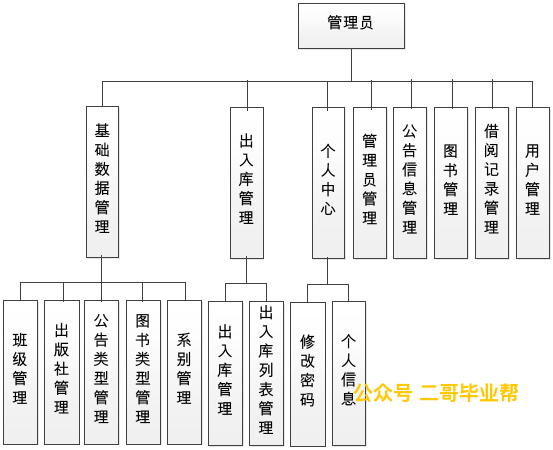 管理员
基础数据管理
出入库管理
个人中心
管理员管理
公告信息管理
图书管理
借阅记录管理
用户管理
班级管理
出版社管理
公告类型管理
图书类型管理
系别管理
出入库管理
出入库列表管理
修改密码
个人信息
公众号 二哥毕业帮